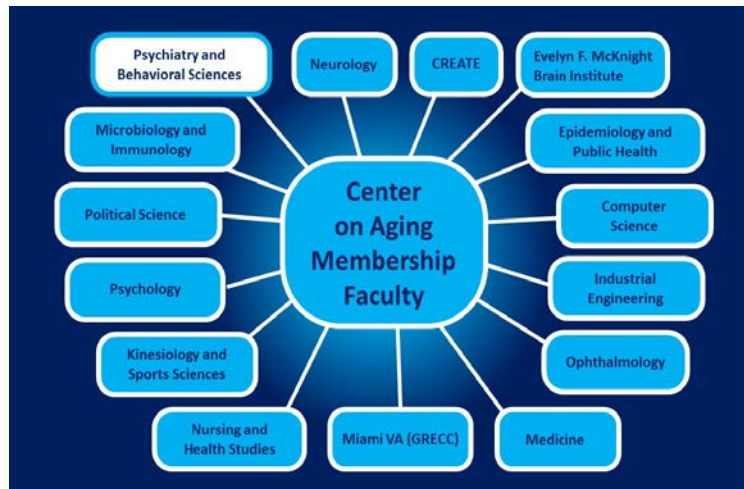 Psychiatry and
Behavioral Sciences
Neurology
CREATE
Evelyn F. McKnight
Brain Institute
Microbiology and
Immunology
Epidemiology and
Public Health
Center
on Aging
Membership
Faculty
Political Science
Computer
Science
Psychology
Industrial
Engineering
Kinesiology and
Sports Sciences
Ophthalmology
Nursing and
Health Studies
Miami VA (GRECC)
Medicine